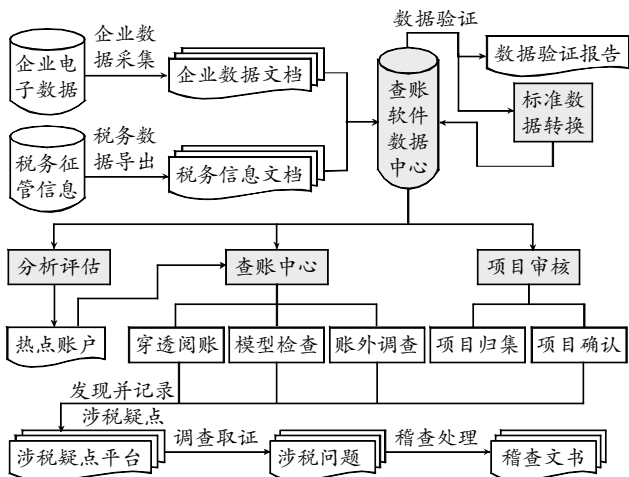 企业电
子数据
企业数
据采集
企业数据文档
税务征
管信息
税务数
据导出
税务信息文档
查账
软件
数据
中心
数据验证
数据验证报告
标准数
据转换
分析评估
查账中心
项目审核
热点账户
穿透阅账
模型检查
账外调查
项目归集
项目确认
发现并记录
涉税疑点
涉税疑点平台
调查取证
涉税问题
稽查处理
稽查文书